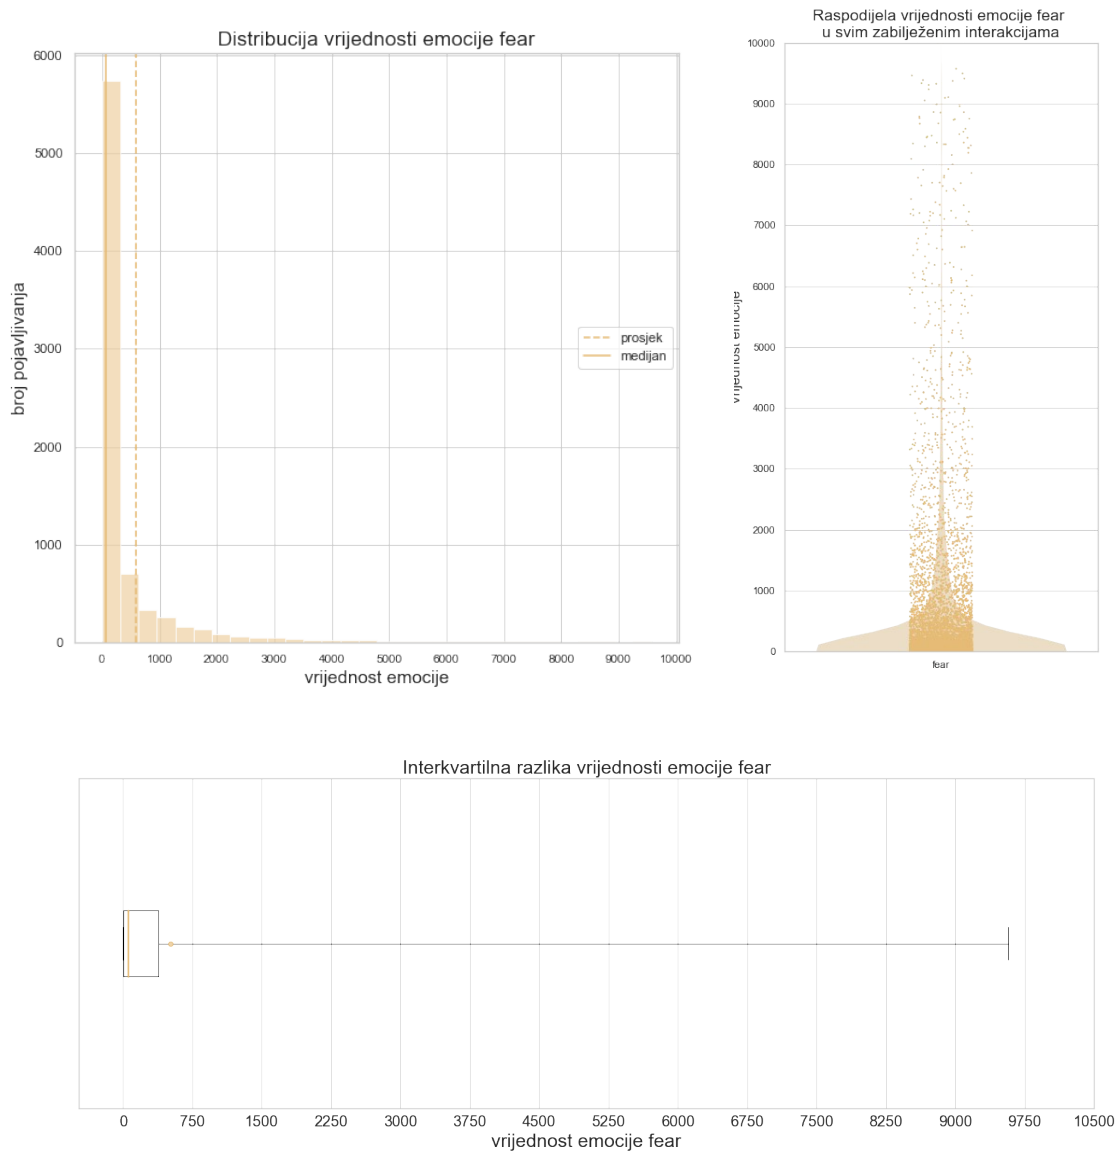 Distribucija vrijednosti emocije fear
6000
5000
4000
3000
2000
1000
0
broj pojavljivanja
prosjek
medijan
0 1000 2000 3000 4000 5000 6000 7000 8000 9000 10000
vrijednost emocije
Raspodijela vrijednosti emocije fear
u svim zabilježenim interakcijama
10000
9000
8000
7000
6000
5000
4000
3000
2000
1000
0
vrijednost emocije
fear
Interkvartilna razlika vrijednosti emocije fear
0 750 1500 2250 3000 3750 4500 5250 6000 6750 7500 8250 9000 9750 10500
vrijednost emocije fear